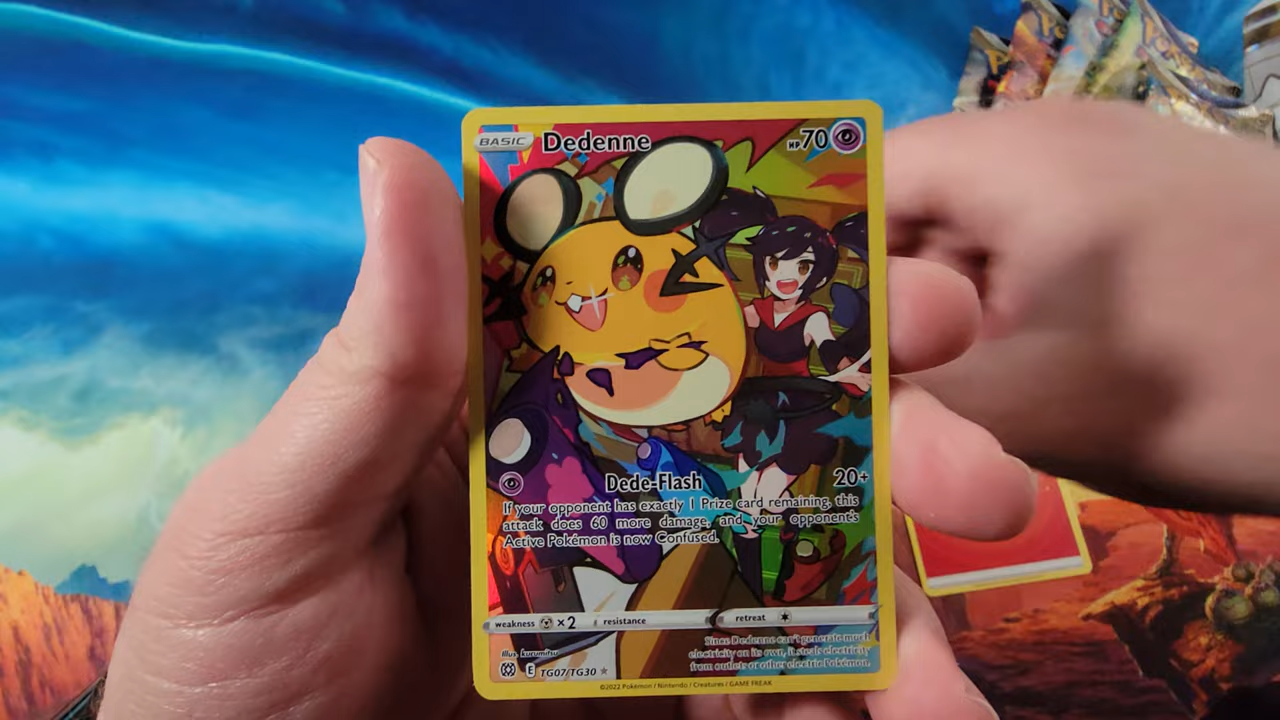 BASIC Dedenne HP 70
Dede-Flash 20+
If your opponent has exactly 1 Prize card remaining, this
attack does 60 more damage, and your opponent's
Active Pokémon is now Confused.
weakness ×2 resistance retreat
Illus. kurumitsu
Since Dedenne can't generate much
electricity on its own, it steals electricity
from outlets or other electric Pokémon.
E TG07/TG30
©2022 Pokémon / Nintendo / Creatures / GAME FREAK